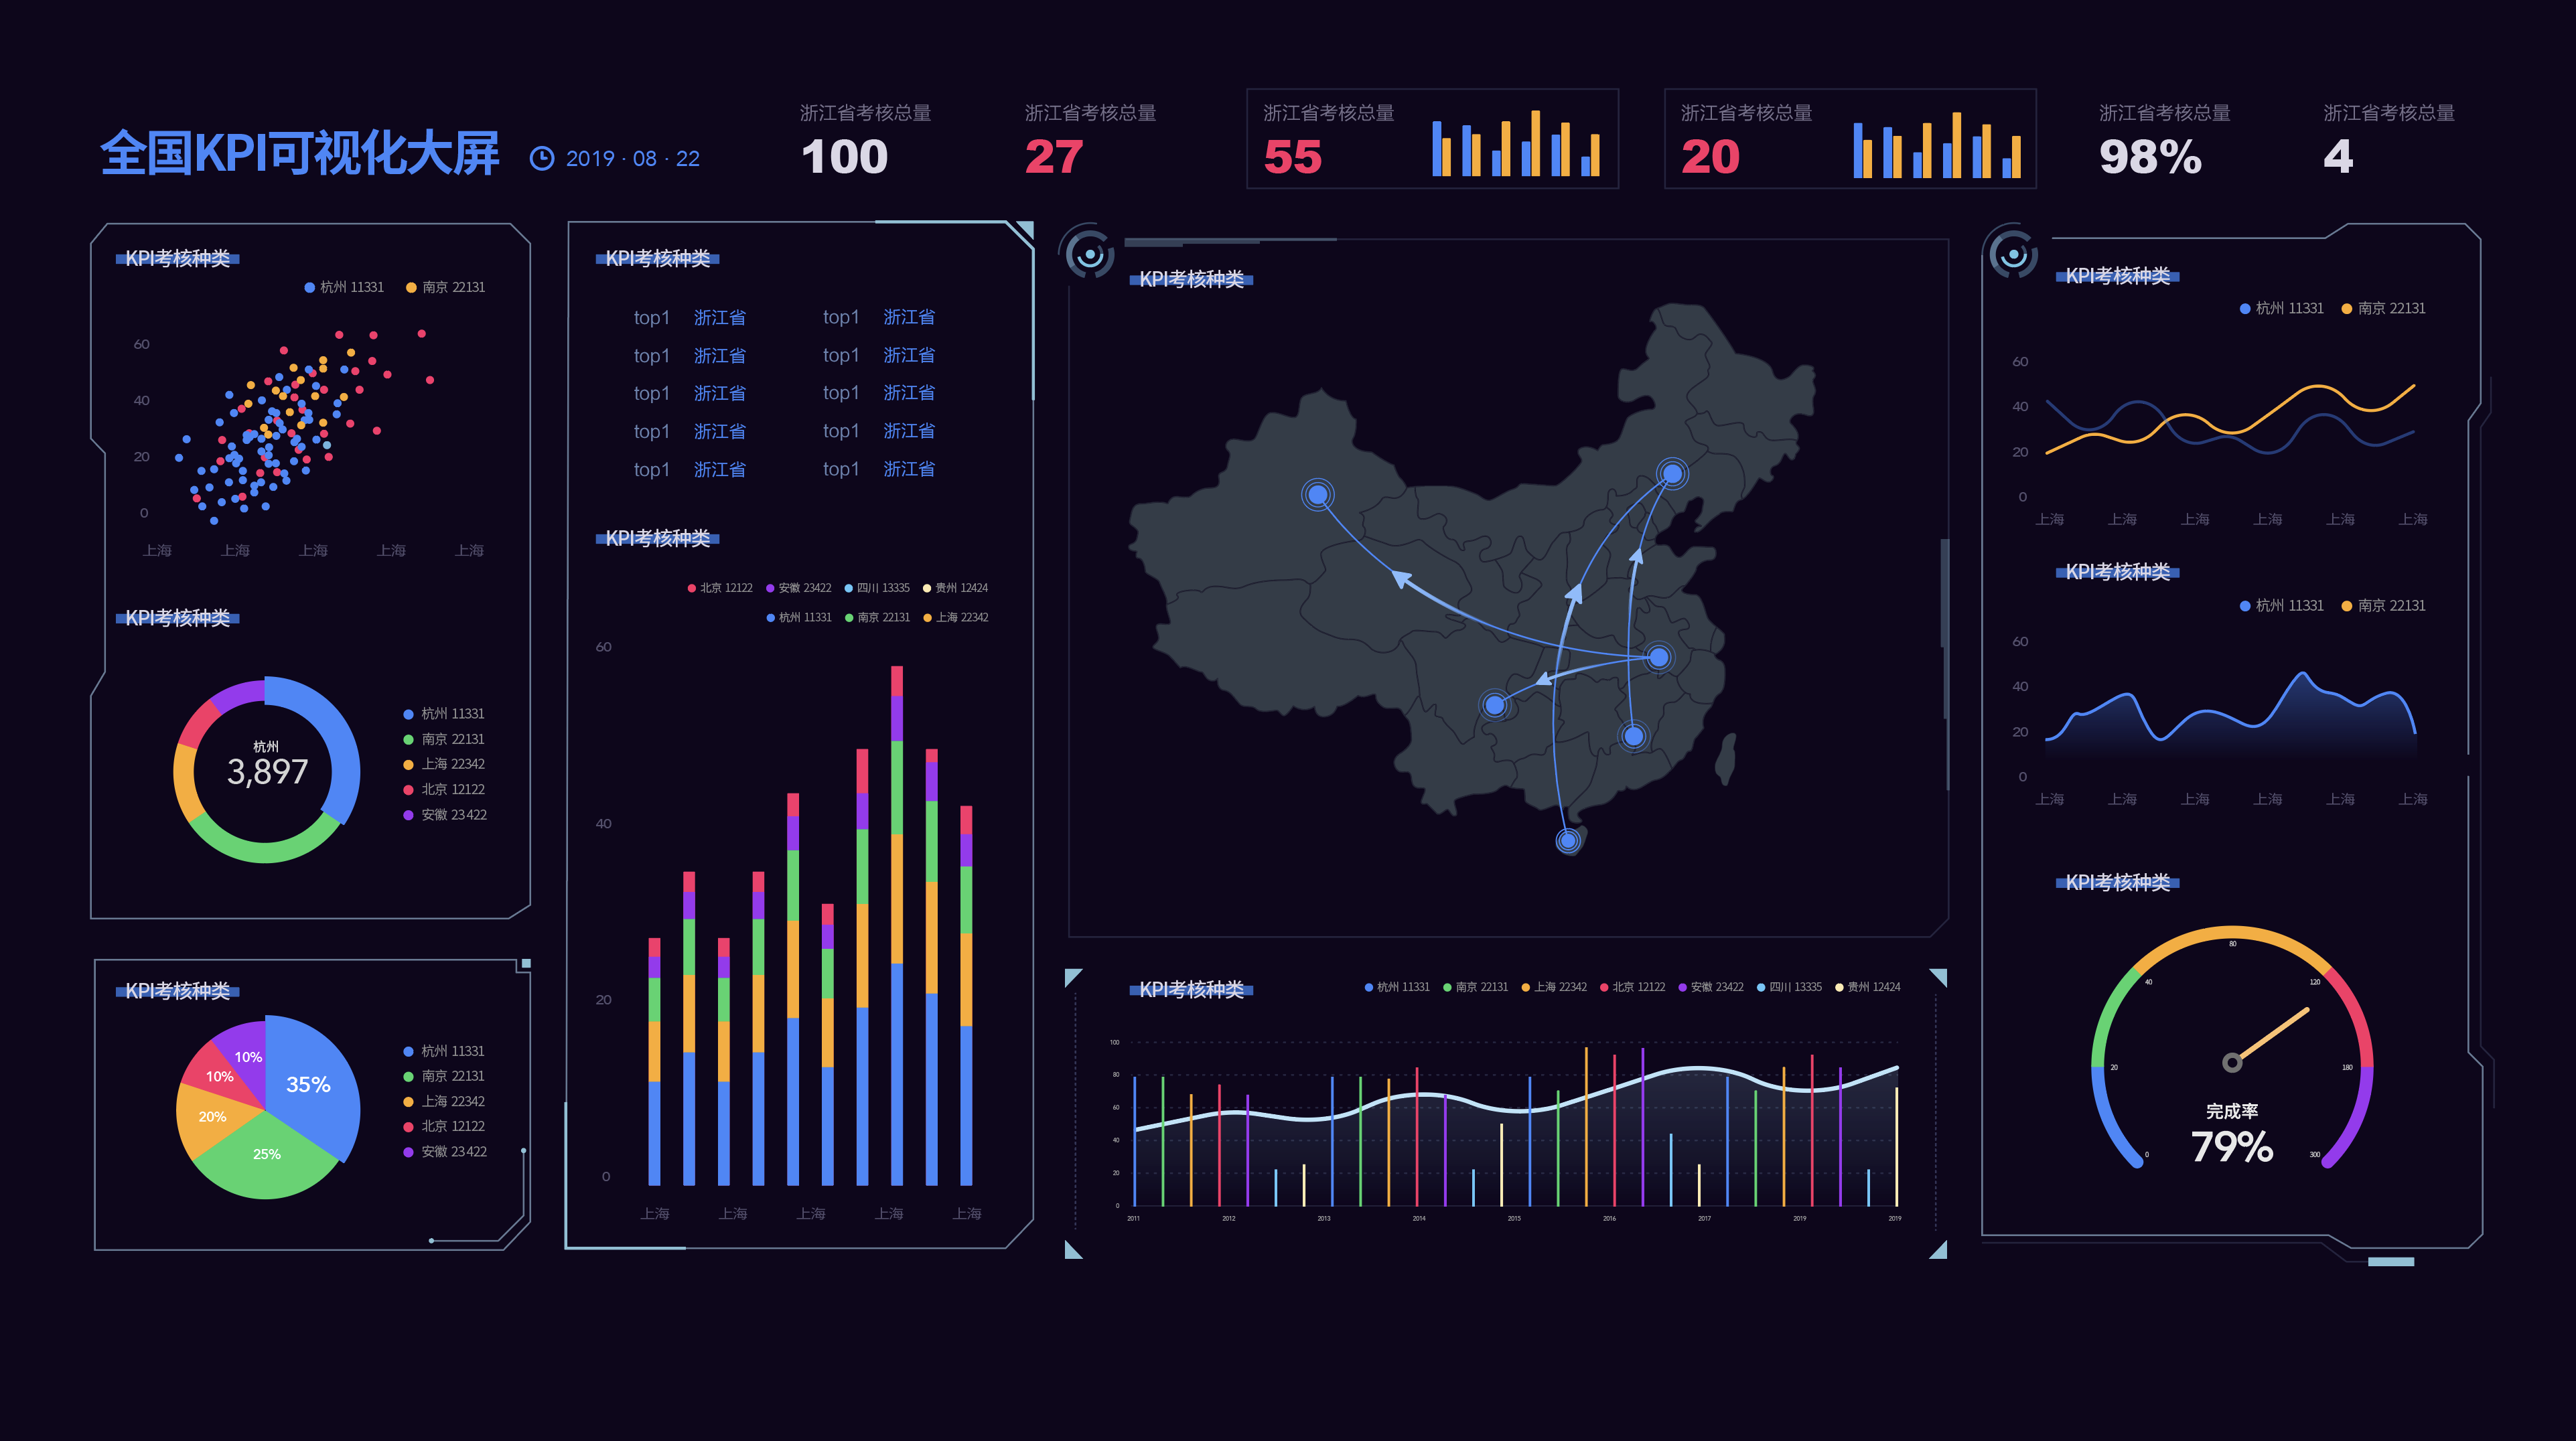 全国KPI可视化大屏
2019 · 08 · 22
浙江省考核总量
100
浙江省考核总量
27
浙江省考核总量
55
浙江省考核总量
20
浙江省考核总量
98%
浙江省考核总量
4
KPI考核种类
杭州 11331 南京 22131
60
40
20
0
上海 上海 上海 上海 上海
KPI考核种类
杭州
3,897
杭州 11331
南京 22131
上海 22342
北京 12122
安徽 23422
KPI考核种类
35%
25%
20%
10%
10%
杭州 11331
南京 22131
上海 22342
北京 12122
安徽 23422
KPI考核种类
top1 浙江省 top1 浙江省
top1 浙江省 top1 浙江省
top1 浙江省 top1 浙江省
top1 浙江省 top1 浙江省
top1 浙江省 top1 浙江省
KPI考核种类
北京 12122 安徽 23422 四川 13335 贵州 12424
杭州 11331 南京 22131 上海 22342
60
40
20
0
上海 上海 上海 上海 上海
KPI考核种类
KPI考核种类
杭州 11331 南京 22131 上海 22342 北京 12122 安徽 23422 四川 13335 贵州 12424
100
80
60
40
20
0
2011 2012 2013 2014 2015 2016 2017 2019 2019
KPI考核种类
杭州 11331 南京 22131
60
40
20
0
上海 上海 上海 上海 上海 上海
KPI考核种类
杭州 11331 南京 22131
60
40
20
0
上海 上海 上海 上海 上海 上海
KPI考核种类
80
40 120
20 180
0 300
完成率
79%